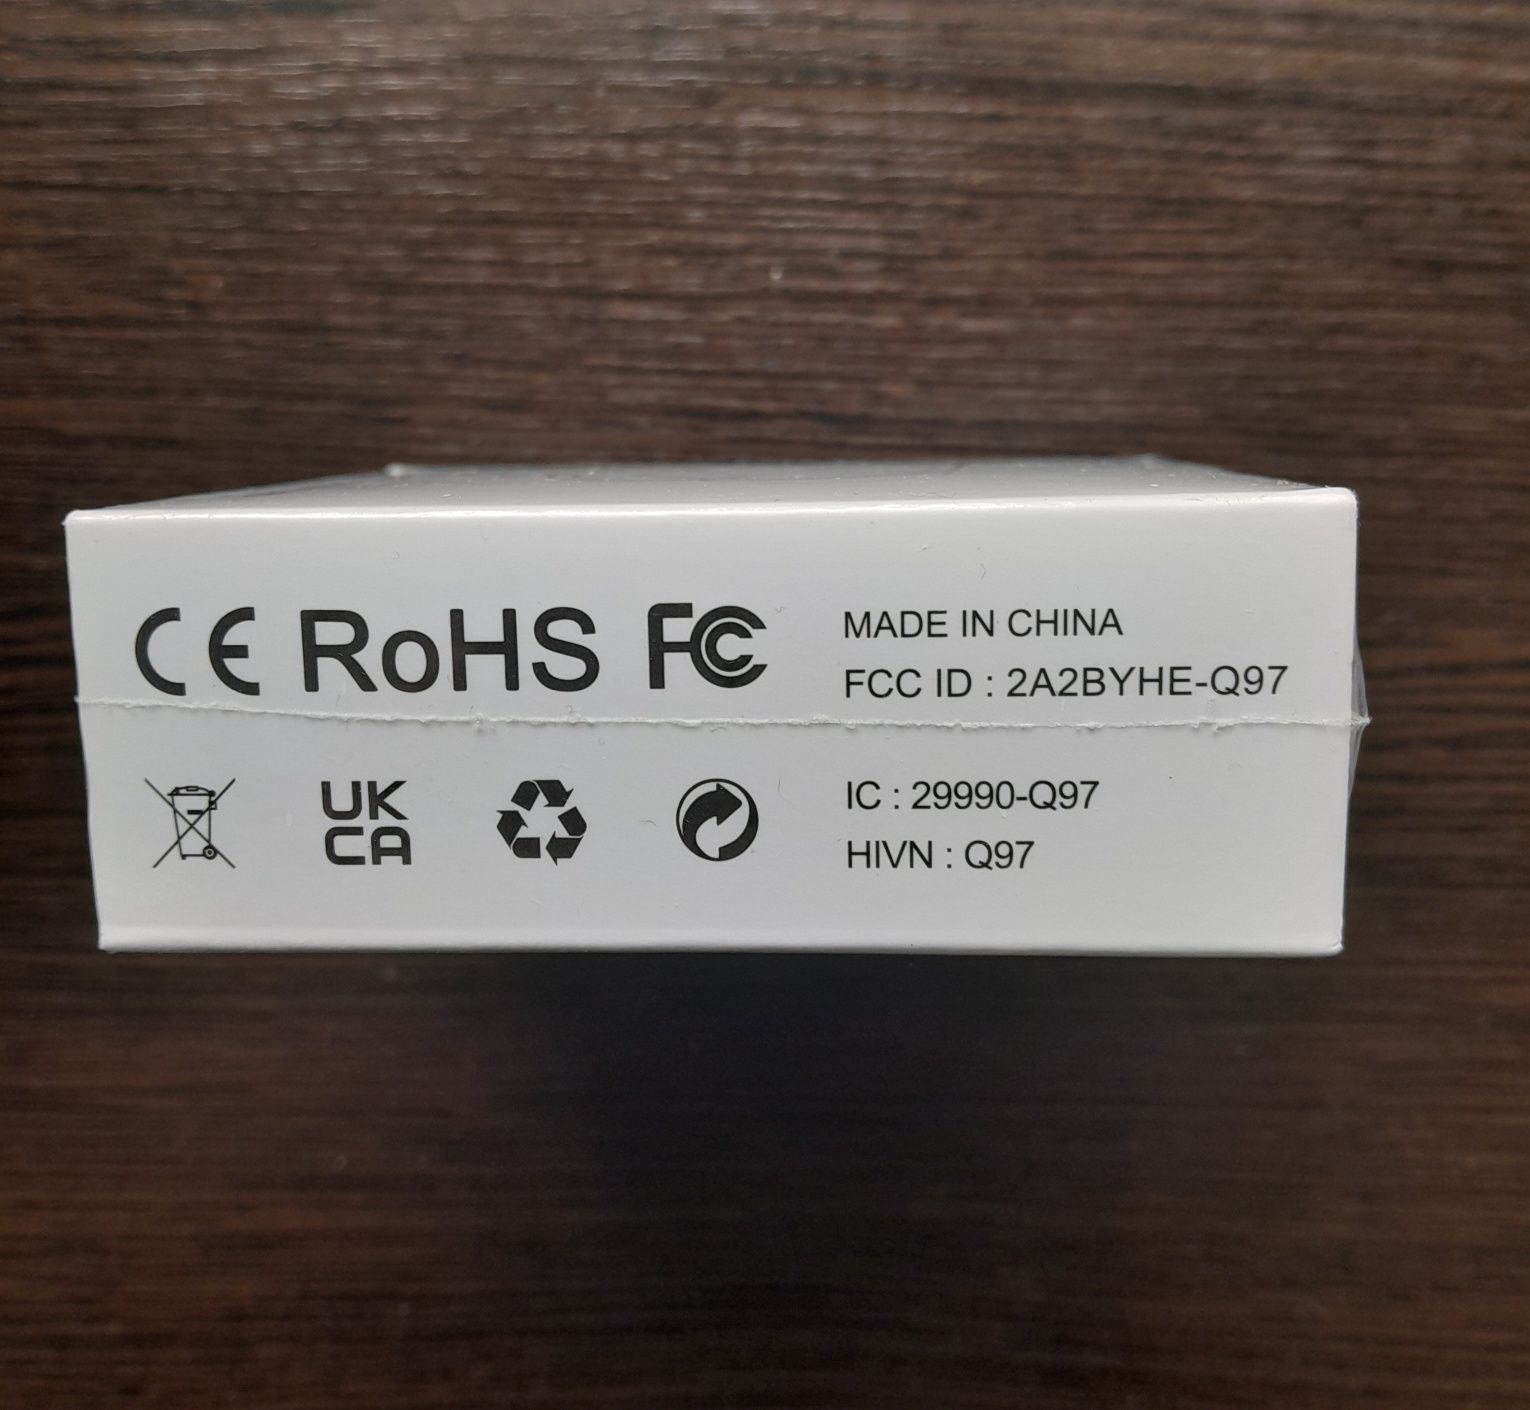 CE RoHS FC
MADE IN CHINA
FCC ID : 2A2BYHE-Q97
UK
CA
IC : 29990-Q97
HIVN : Q97